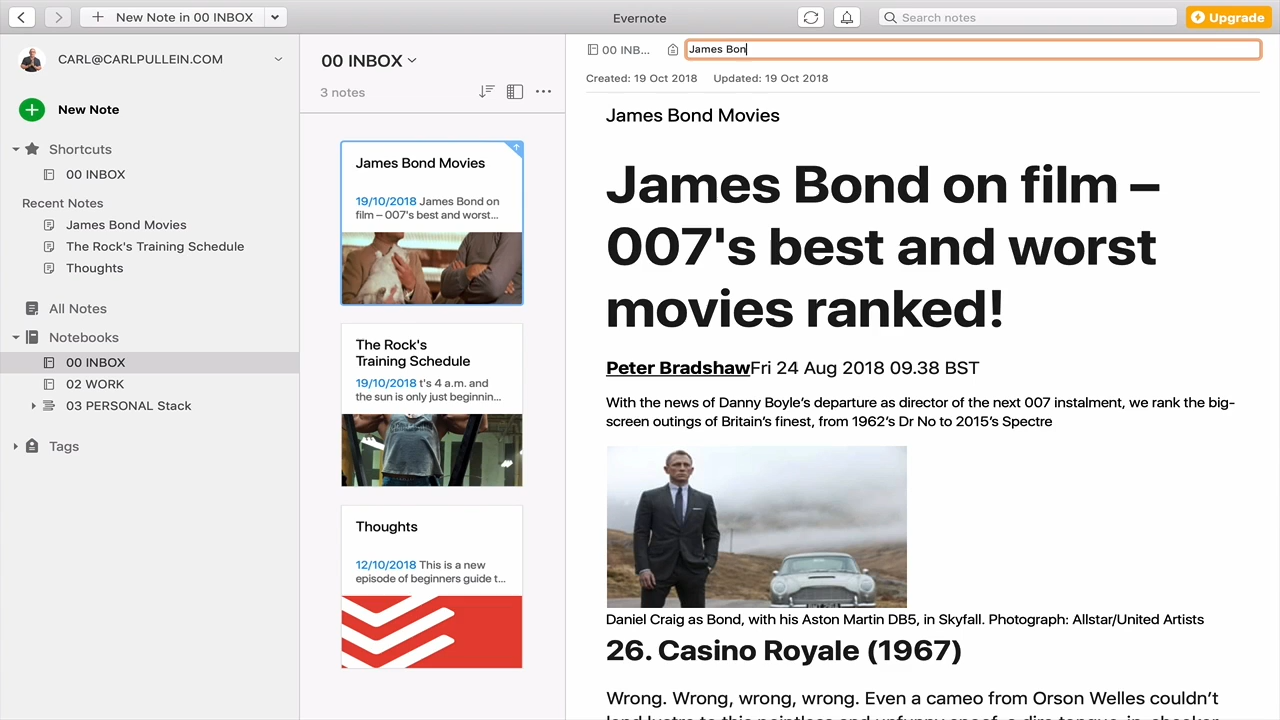 New Note in 00 INBOX
Evernote
Search notes
Upgrade
CARL@CARLPULLEIN.COM
New Note
Shortcuts
00 INBOX
Recent Notes
James Bond Movies
The Rock's Training Schedule
Thoughts
All Notes
Notebooks
00 INBOX
02 WORK
03 PERSONAL Stack
Tags
00 INBOX
3 notes
James Bond Movies
19/10/2018 James Bond on
film – 007's best and worst...
The Rock's
Training Schedule
19/10/2018 t's 4 a.m. and
the sun is only just beginnin...
Thoughts
12/10/2018 This is a new
episode of beginners guide t...
00 INB...
James Bon
Created: 19 Oct 2018 Updated: 19 Oct 2018
James Bond Movies
James Bond on film –
007's best and worst
movies ranked!
Peter BradshawFri 24 Aug 2018 09.38 BST
With the news of Danny Boyle's departure as director of the next 007 instalment, we rank the big-
screen outings of Britain's finest, from 1962's Dr No to 2015's Spectre
Daniel Craig as Bond, with his Aston Martin DB5, in Skyfall. Photograph: Allstar/United Artists
26. Casino Royale (1967)
Wrong. Wrong, wrong, wrong. Even a cameo from Orson Welles couldn't